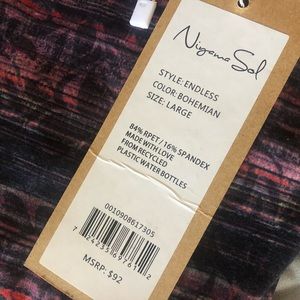 Niyama Sol
STYLE: ENDLESS
COLOR: BOHEMIAN
SIZE: LARGE
84% RPET / 16% SPANDEX
MADE WITH LOVE
FROM RECYCLED
PLASTIC WATER BOTTLES
0010908617305
MSRP: $92